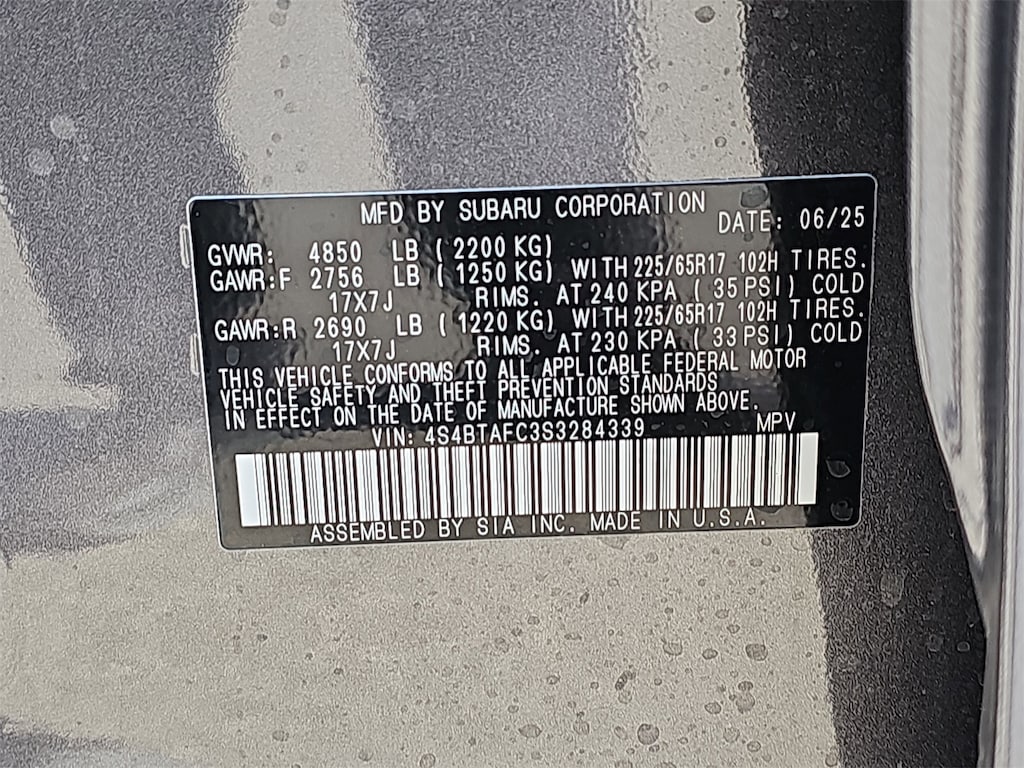 MFD BY SUBARU CORPORATION DATE: 06/25
GVWR: 4850 LB ( 2200 KG)
GAWR:F 2756 LB ( 1250 KG) WITH 225/65R17 102H TIRES.
17X7J RIMS. AT 240 KPA ( 35 PSI) COLD
GAWR:R 2690 LB ( 1220 KG) WITH 225/65R17 102H TIRES.
17X7J RIMS. AT 230 KPA ( 33 PSI) COLD
THIS VEHICLE CONFORMS TO ALL APPLICABLE FEDERAL MOTOR
VEHICLE SAFETY AND THEFT PREVENTION STANDARDS
IN EFFECT ON THE DATE OF MANUFACTURE SHOWN ABOVE.
VIN: 4S4BTAFC3S3284339 MPV
ASSEMBLED BY SIA INC. MADE IN U.S.A.